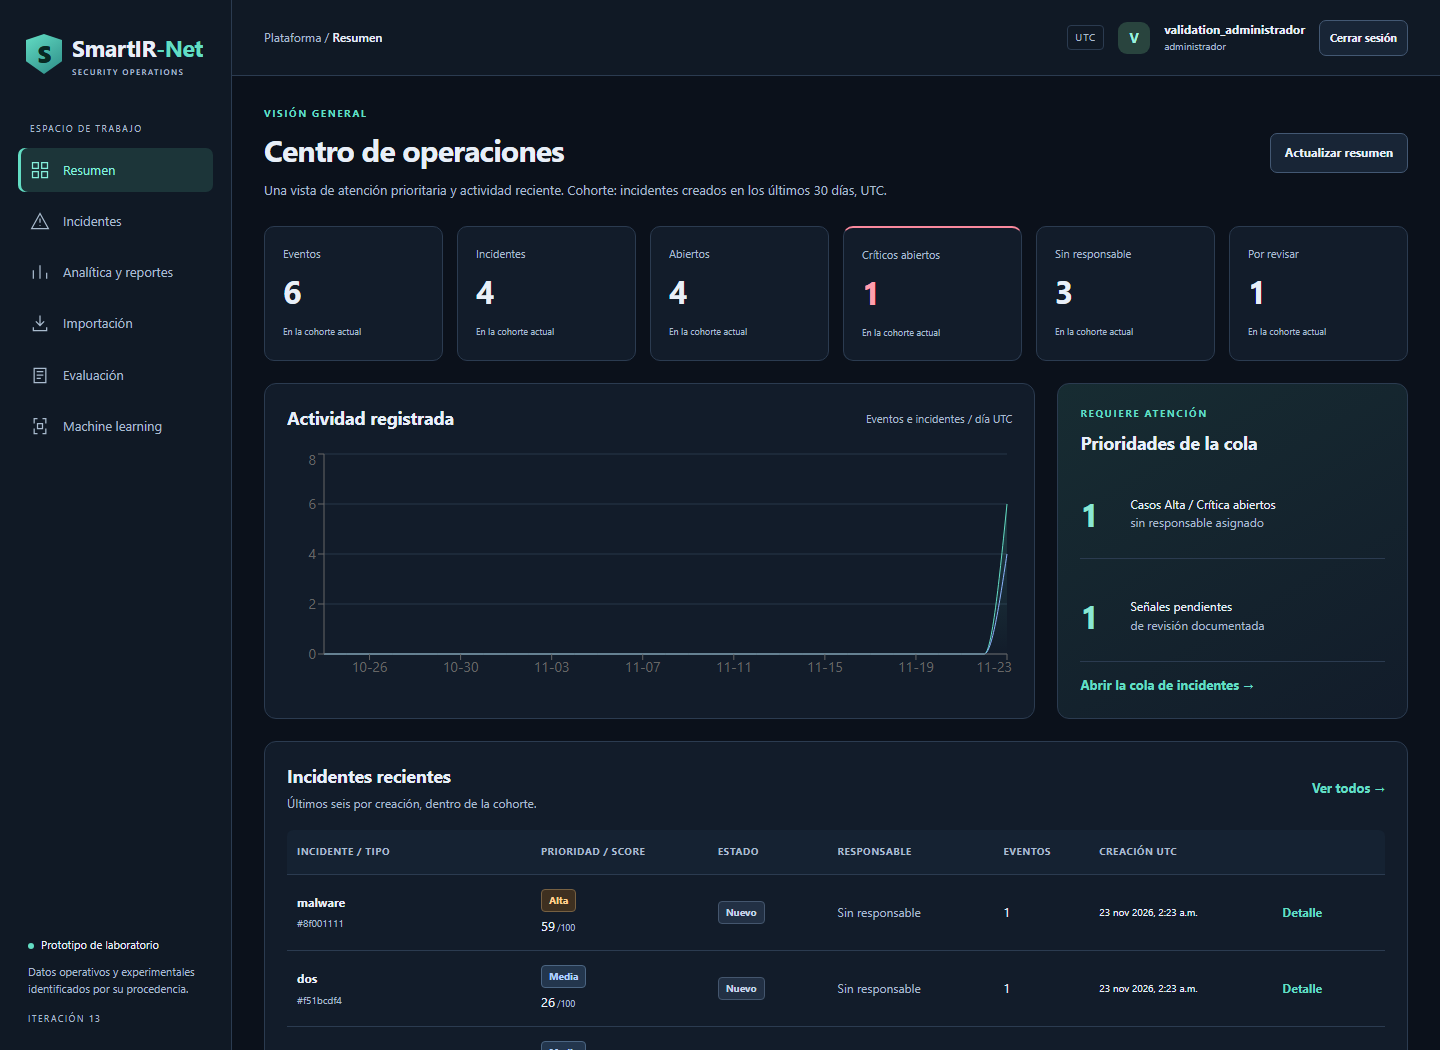 SmartIR-Net
SECURITY OPERATIONS
ESPACIO DE TRABAJO
Resumen
Incidentes
Analítica y reportes
Importación
Evaluación
Machine learning
Prototipo de laboratorio
Datos operativos y experimentales
identificados por su procedencia.
ITERACIÓN 13
Plataforma / Resumen
UTC
V
validation_administrador
administrador
Cerrar sesión
VISIÓN GENERAL
Centro de operaciones
Actualizar resumen
Una vista de atención prioritaria y actividad reciente. Cohorte: incidentes creados en los últimos 30 días, UTC.
Eventos
6
En la cohorte actual
Incidentes
4
En la cohorte actual
Abiertos
4
En la cohorte actual
Críticos abiertos
1
En la cohorte actual
Sin responsable
3
En la cohorte actual
Por revisar
1
En la cohorte actual
Actividad registrada
Eventos e incidentes / día UTC
8
6
4
2
0
10-26 10-30 11-03 11-07 11-11 11-15 11-19 11-23
REQUIERE ATENCIÓN
Prioridades de la cola
1
Casos Alta / Crítica abiertos
sin responsable asignado
1
Señales pendientes
de revisión documentada
Abrir la cola de incidentes →
Incidentes recientes
Últimos seis por creación, dentro de la cohorte.
Ver todos →
INCIDENTE / TIPO PRIORIDAD / SCORE ESTADO RESPONSABLE EVENTOS CREACIÓN UTC
malware
#8f001111
Alta
59 /100
Nuevo
Sin responsable
1
23 nov 2026, 2:23 a.m.
Detalle
dos
#f51bcdf4
Media
26 /100
Nuevo
Sin responsable
1
23 nov 2026, 2:23 a.m.
Detalle